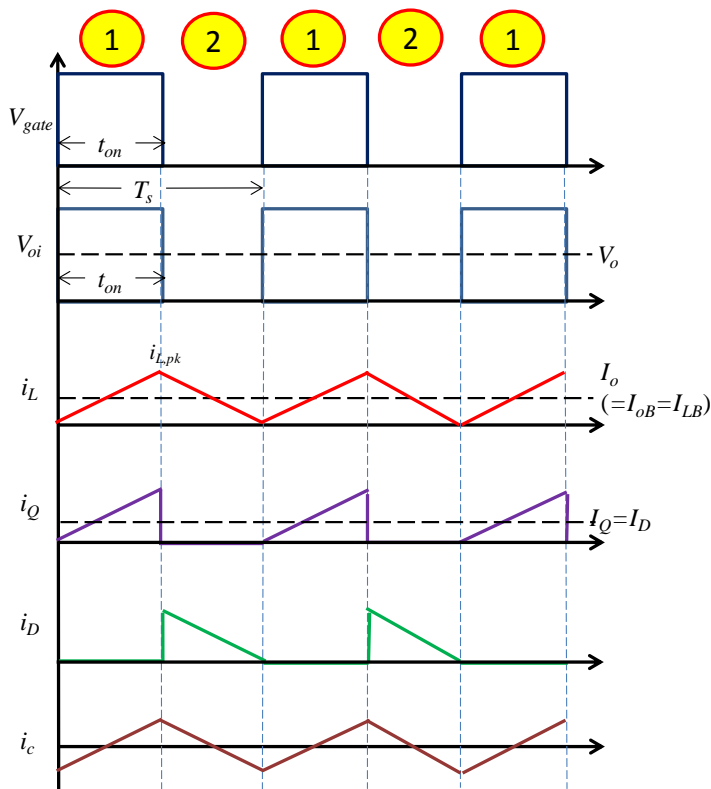 1 2 1 2 1
V_gate
t_on
T_s
V_oi
V_o
t_on
i_L,pk
i_L
I_o
(=I_oB=I_LB)
i_Q
I_Q=I_D
i_D
i_c